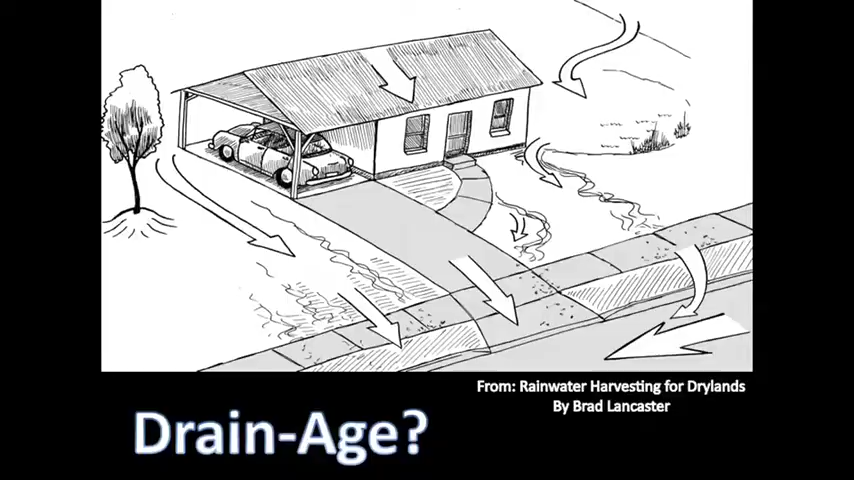 From: Rainwater Harvesting for Drylands
By Brad Lancaster
Drain-Age?